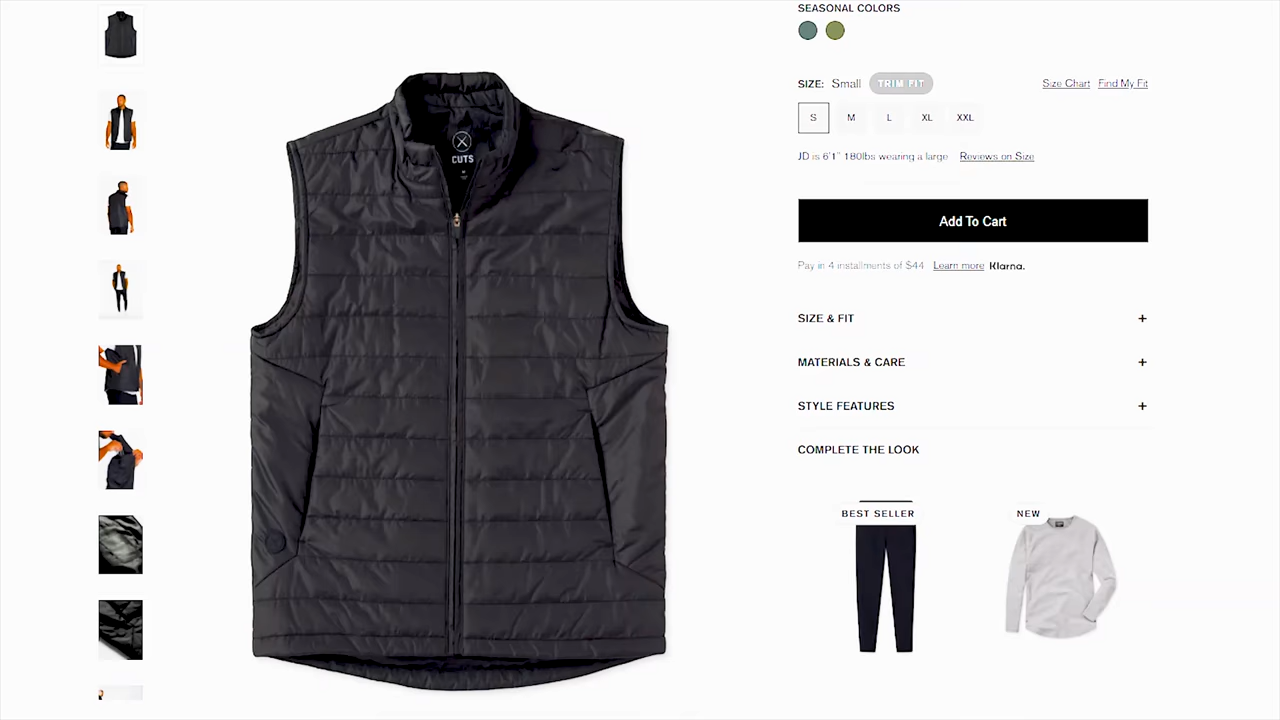 SEASONAL COLORS
SIZE: Small TRIM FIT Size Chart Find My Fit
S M L XL XXL
JD is 6'1" 180lbs wearing a large Reviews on Size
CUTS
Add To Cart
Pay in 4 installments of $44 Learn more Klarna.
SIZE & FIT +
MATERIALS & CARE +
STYLE FEATURES +
COMPLETE THE LOOK
BEST SELLER NEW